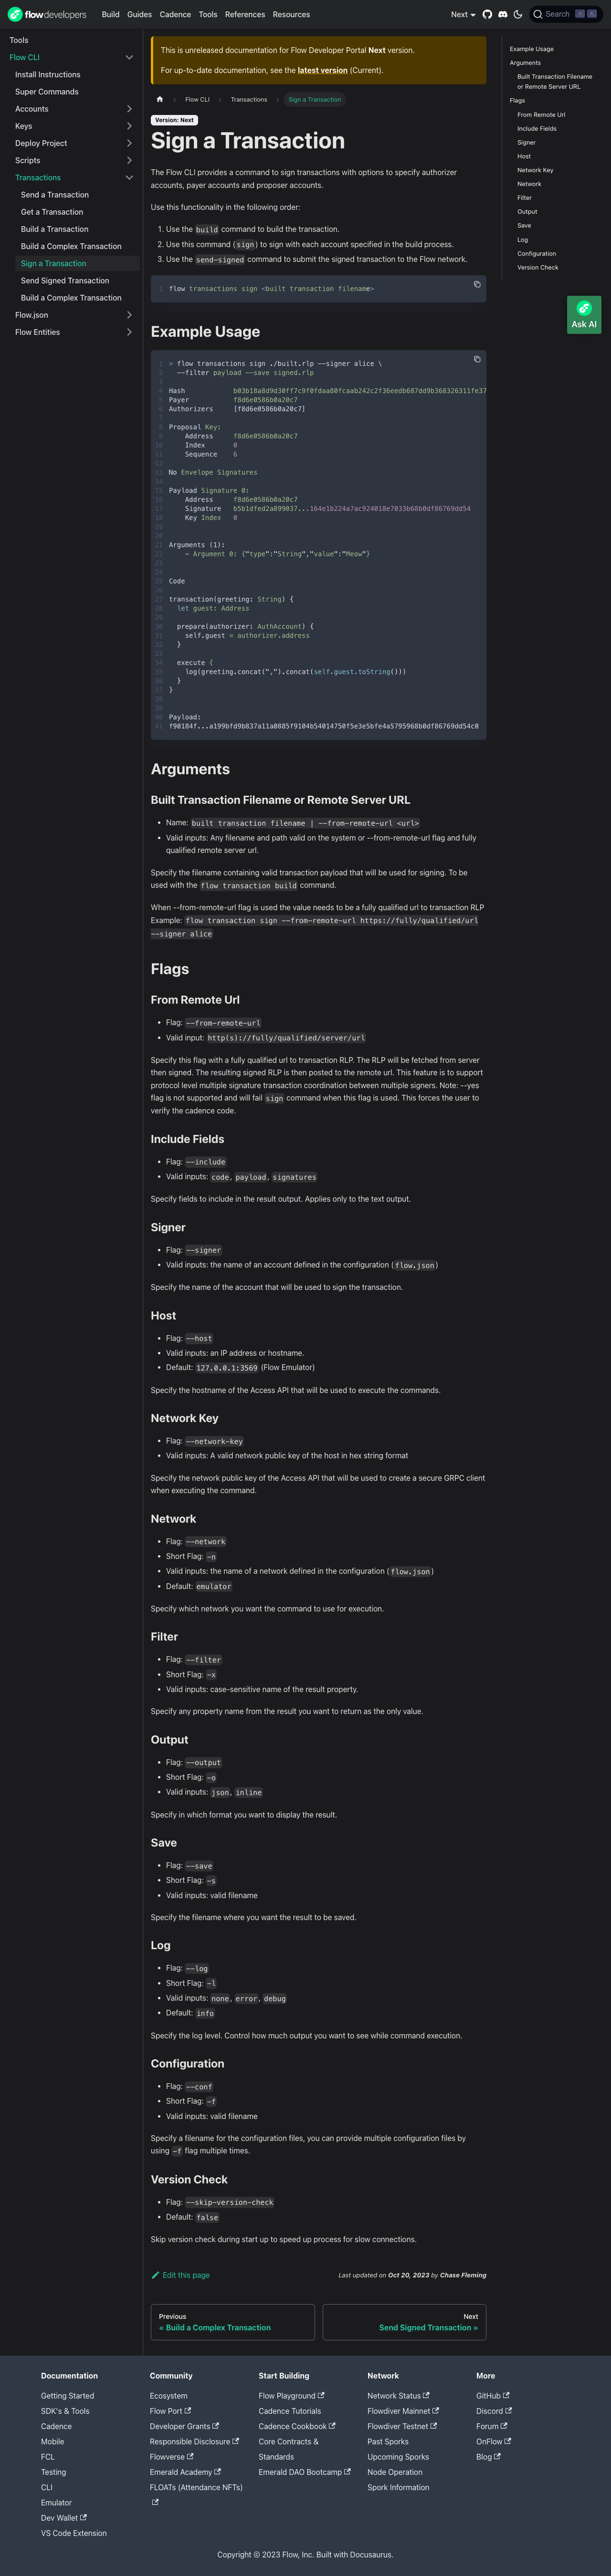 flowdevelopers
Build Guides Cadence Tools References Resources
Next
Search
Tools
Flow CLI
Install Instructions
Super Commands
Accounts
Keys
Deploy Project
Scripts
Transactions
Send a Transaction
Get a Transaction
Build a Transaction
Build a Complex Transaction
Sign a Transaction
Send Signed Transaction
Build a Complex Transaction
Flow.json
Flow Entities
This is unreleased documentation for Flow Developer Portal Next version.
For up-to-date documentation, see the latest version (Current).
Flow CLI
Transactions
Sign a Transaction
Version: Next
Sign a Transaction
The Flow CLI provides a command to sign transactions with options to specify authorizer
accounts, payer accounts and proposer accounts.
Use this functionality in the following order:
1. Use the build command to build the transaction.
2. Use this command (sign) to sign with each account specified in the build process.
3. Use the send-signed command to submit the signed transaction to the Flow network.
1 flow transactions sign <built transaction filename>
Example Usage
1 > flow transactions sign ./built.rlp --signer alice \
2 --filter payload --save signed.rlp
3
4 Hash b03b18a8d9d30ff7c9f0fdaa80fcaab242c2f36eedb687dd9b368326311fe37
5 Payer f8d6e0586b0a20c7
6 Authorizers [f8d6e0586b0a20c7]
7
8 Proposal Key:
9 Address f8d6e0586b0a20c7
10 Index 0
11 Sequence 6
12
13 No Envelope Signatures
14
15 Payload Signature 0:
16 Address f8d6e0586b0a20c7
17 Signature b5b1dfed2a899037...164e1b224a7ac924018e7033b68b0df86769dd54
18 Key Index 0
19
20
21 Arguments (1):
22 - Argument 0: {"type":"String","value":"Meow"}
23
24
25 Code
26
27 transaction(greeting: String) {
28 let guest: Address
29
30 prepare(authorizer: AuthAccount) {
31 self.guest = authorizer.address
32 }
33
34 execute {
35 log(greeting.concat(",").concat(self.guest.toString()))
36 }
37 }
38
39
40 Payload:
41 f90184f...a199bfd9b837a11a0885f9104b54014750f5e3e5bfe4a5795968b0df86769dd54c0
Arguments
Built Transaction Filename or Remote Server URL
Name: built transaction filename | --from-remote-url <url>
Valid inputs: Any filename and path valid on the system or --from-remote-url flag and fully
qualified remote server url.
Specify the filename containing valid transaction payload that will be used for signing. To be
used with the flow transaction build command.
When --from-remote-url flag is used the value needs to be a fully qualified url to transaction RLP
Example: flow transaction sign --from-remote-url https://fully/qualified/url
--signer alice
Flags
From Remote Url
Flag: --from-remote-url
Valid input: http(s)://fully/qualified/server/url
Specify this flag with a fully qualified url to transaction RLP. The RLP will be fetched from server
then signed. The resulting signed RLP is then posted to the remote url. This feature is to support
protocol level multiple signature transaction coordination between multiple signers. Note: --yes
flag is not supported and will fail sign command when this flag is used. This forces the user to
verify the cadence code.
Include Fields
Flag: --include
Valid inputs: code, payload, signatures
Specify fields to include in the result output. Applies only to the text output.
Signer
Flag: --signer
Valid inputs: the name of an account defined in the configuration (flow.json)
Specify the name of the account that will be used to sign the transaction.
Host
Flag: --host
Valid inputs: an IP address or hostname.
Default: 127.0.0.1:3569 (Flow Emulator)
Specify the hostname of the Access API that will be used to execute the commands.
Network Key
Flag: --network-key
Valid inputs: A valid network public key of the host in hex string format
Specify the network public key of the Access API that will be used to create a secure GRPC client
when executing the command.
Network
Flag: --network
Short Flag: -n
Valid inputs: the name of a network defined in the configuration (flow.json)
Default: emulator
Specify which network you want the command to use for execution.
Filter
Flag: --filter
Short Flag: -x
Valid inputs: case-sensitive name of the result property.
Specify any property name from the result you want to return as the only value.
Output
Flag: --output
Short Flag: -o
Valid inputs: json, inline
Specify in which format you want to display the result.
Save
Flag: --save
Short Flag: -s
Valid inputs: valid filename
Specify the filename where you want the result to be saved.
Log
Flag: --log
Short Flag: -l
Valid inputs: none, error, debug
Default: info
Specify the log level. Control how much output you want to see while command execution.
Configuration
Flag: --conf
Short Flag: -f
Valid inputs: valid filename
Specify a filename for the configuration files, you can provide multiple configuration files by
using -f flag multiple times.
Version Check
Flag: --skip-version-check
Default: false
Skip version check during start up to speed up process for slow connections.
Edit this page
Last updated on Oct 20, 2023 by Chase Fleming
Previous
« Build a Complex Transaction
Next
Send Signed Transaction »
Example Usage
Arguments
Built Transaction Filename
or Remote Server URL
Flags
From Remote Url
Include Fields
Signer
Host
Network Key
Network
Filter
Output
Save
Log
Configuration
Version Check
Ask AI
Documentation
Getting Started
SDK's & Tools
Cadence
Mobile
FCL
Testing
CLI
Emulator
Dev Wallet
VS Code Extension
Community
Ecosystem
Flow Port
Developer Grants
Responsible Disclosure
Flowverse
Emerald Academy
FLOATs (Attendance NFTs)
Start Building
Flow Playground
Cadence Tutorials
Cadence Cookbook
Core Contracts &
Standards
Emerald DAO Bootcamp
Network
Network Status
Flowdiver Mainnet
Flowdiver Testnet
Past Sporks
Upcoming Sporks
Node Operation
Spork Information
More
GitHub
Discord
Forum
OnFlow
Blog
Copyright © 2023 Flow, Inc. Built with Docusaurus.